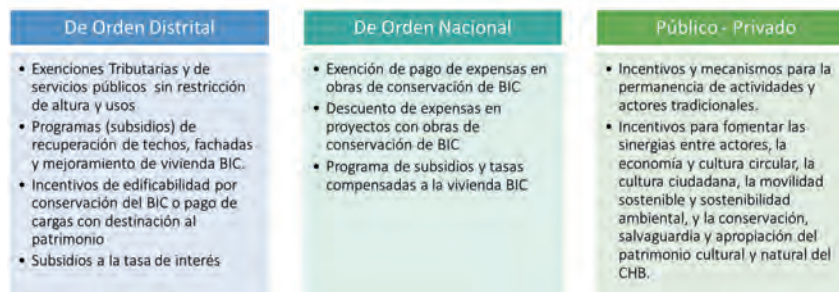 De Orden Distrital
• Exenciones Tributarias y de
servicios públicos sin restricción
de altura y usos
• Programas (subsidios) de
recuperación de techos, fachadas
y mejoramiento de vivienda BIC.
• Incentivos de edificabilidad por
conservación del BIC o pago de
cargas con destinación al
patrimonio
• Subsidios a la tasa de interés
De Orden Nacional
• Exención de pago de expensas en
obras de conservación de BIC
• Descuento de expensas en
proyectos con obras de
conservación de BIC
• Programa de subsidios y tasas
compensadas a la vivienda BIC
Público - Privado
• Incentivos y mecanismos para la
permanencia de actividades y
actores tradicionales.
• Incentivos para fomentar las
sinergias entre actores, la
economía y cultura circular, la
cultura ciudadana, la movilidad
sostenible y sostenibilidad
ambiental, y la conservación,
salvaguardia y apropiación del
patrimonio cultural y natural del
CHB.